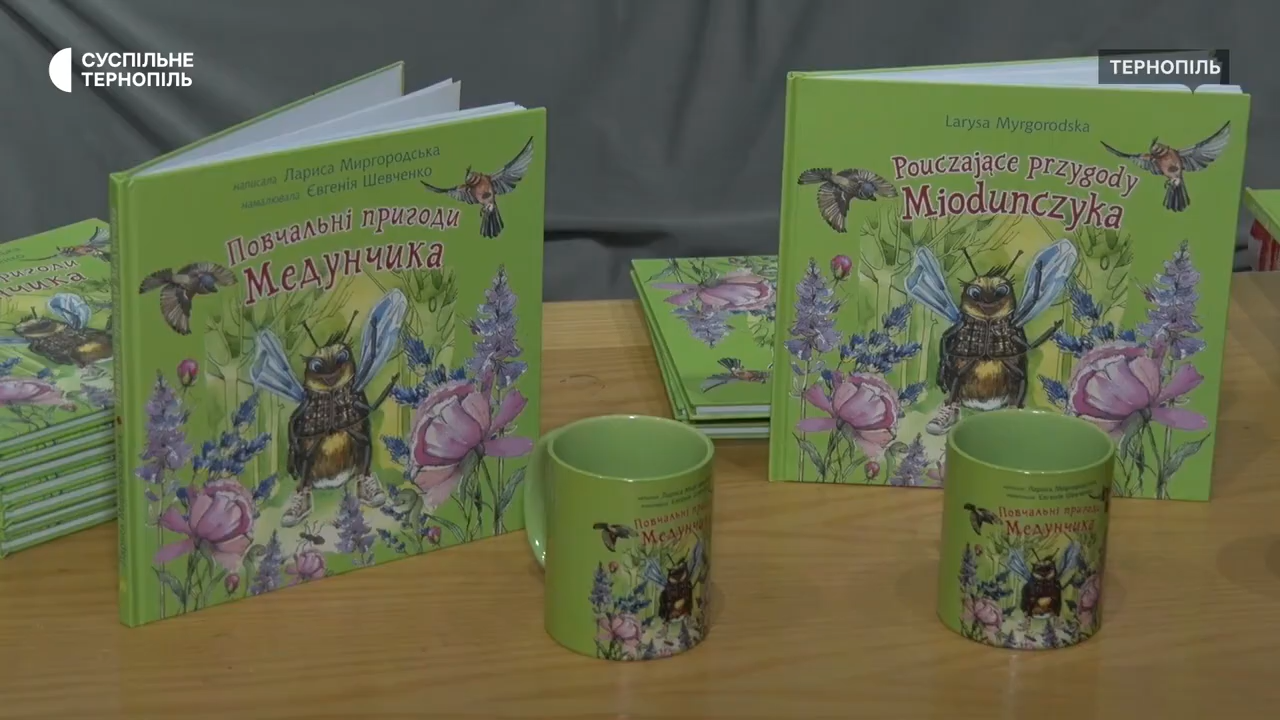 СУСПІЛЬНЕ
ТЕРНОПІЛЬ
ТЕРНОПІЛЬ
написала Лариса Миргородська
намалювала Євгенія Шевченко
Повчальні пригоди
Медунчика
Larysa Myrgorodska
Pouczające przygody
Miodunczyka
Повчальні пригоди
Медунчика
Повчальні пригоди
Медунчика